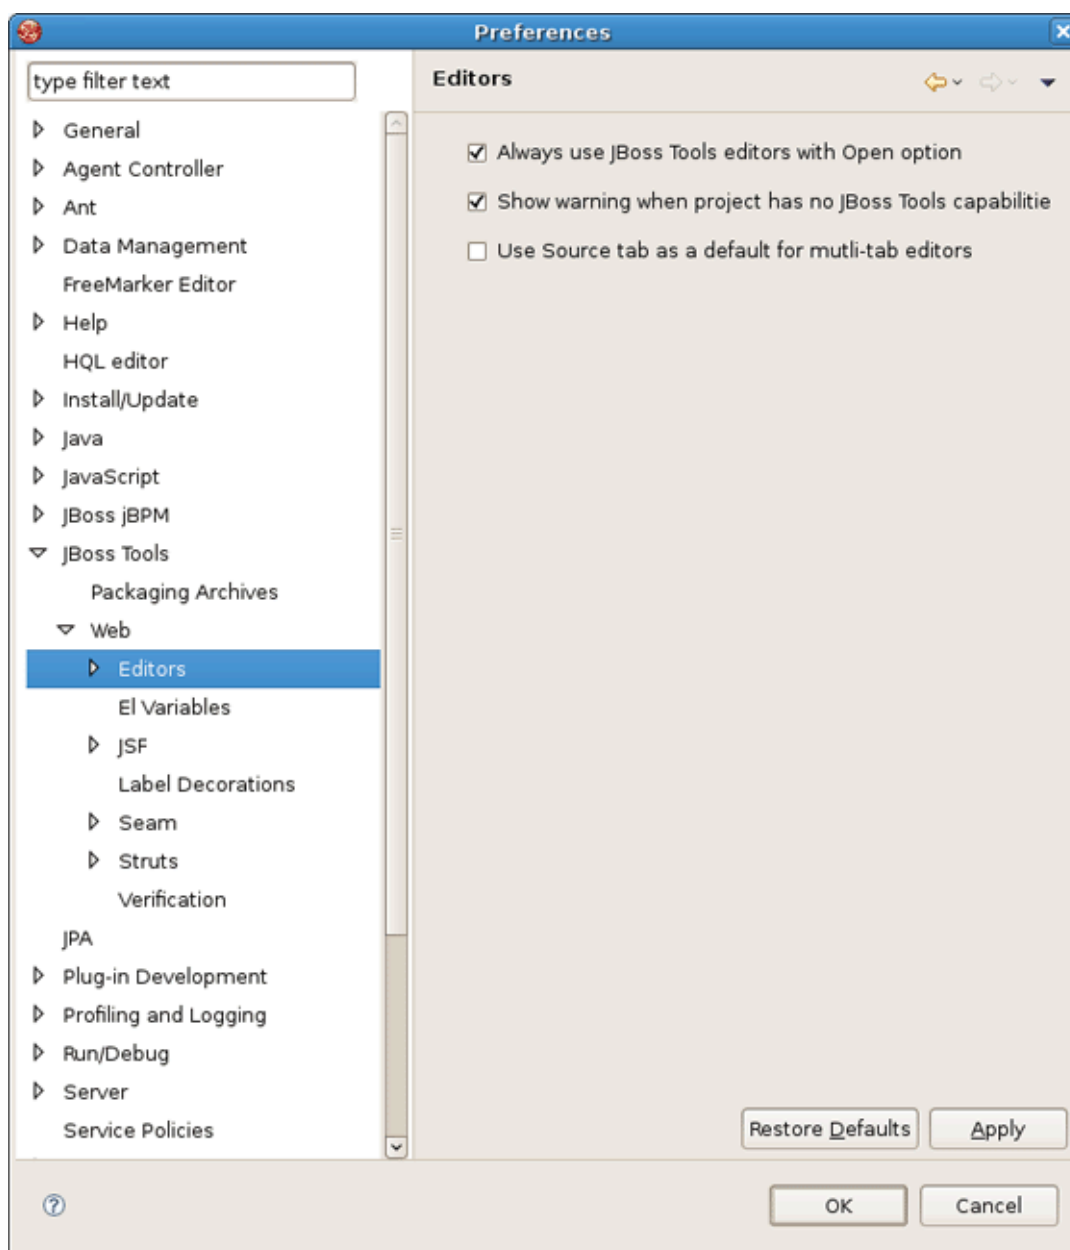 Preferences
type filter text
General
Agent Controller
Ant
Data Management
FreeMarker Editor
Help
HQL editor
Install/Update
Java
JavaScript
JBoss jBPM
JBoss Tools
Packaging Archives
Web
Editors
El Variables
JSF
Label Decorations
Seam
Struts
Verification
JPA
Plug-in Development
Profiling and Logging
Run/Debug
Server
Service Policies
Editors
Always use JBoss Tools editors with Open option
Show warning when project has no JBoss Tools capabilitie
Use Source tab as a default for mutli-tab editors
Restore Defaults
Apply
OK
Cancel